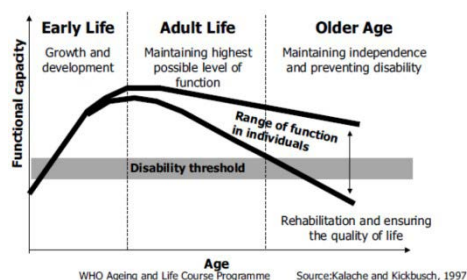 Early Life
Growth and
development
Adult Life
Maintaining highest
possible level of
function
Older Age
Maintaining independence
and preventing disability
Functional Capacity
Range of function
in individuals
Disability threshold
Rehabilitation and ensuring
the quality of life
Age
WHO Ageing and Life Course Programme
Source:Kalache and Kickbusch, 1997